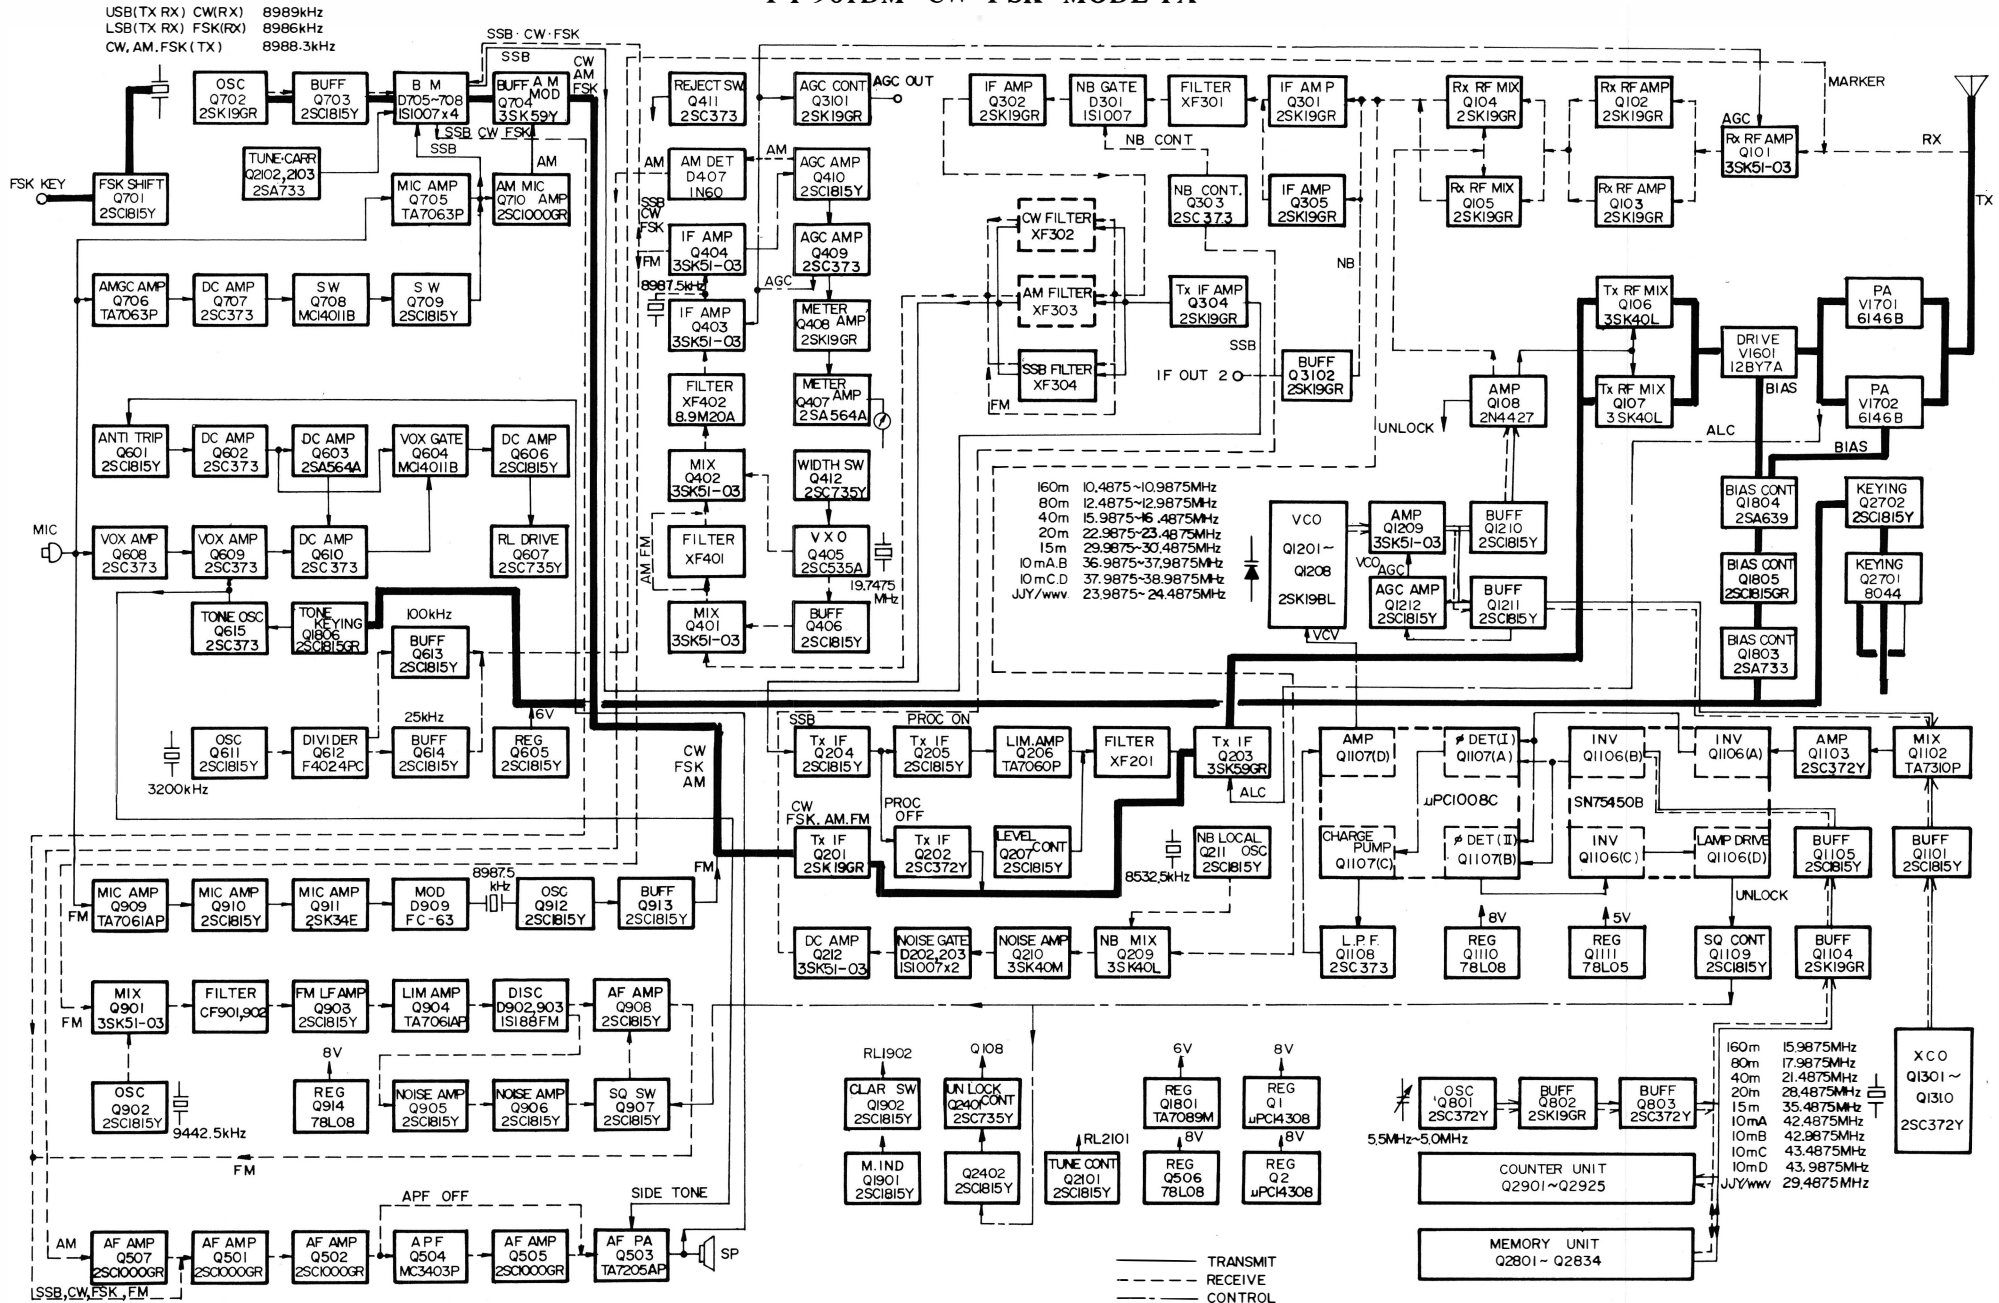 FT-901DM "CW-FSK" MODE TX
USB(TX RX) CW(RX) 8989kHz
LSB(TX RX) FSK(RX) 8986kHz
CW, AM.FSK (TX) 8988.3kHz
SSB · CW · FSK
SSB
CW
AM
FSK
OSC
Q702
2SK19GR
BUFF
Q703
2SC1815Y
B M
D705~708
1S1007x4
BUFF AM
Q704 MOD
3SK59Y
REJECT SW
Q411
2SC373
AGC CONT
Q3101
2SK19GR
AGC OUT
IF AMP
Q302
2SK19GR
NB GATE
D301
1S1007
FILTER
XF301
IF AMP
Q301
2SK19GR
Rx RF MIX
Q104
2SK19GR
Rx RF AMP
Q102
2SK19GR
MARKER
SSB CW FSK
SSB
AM
TUNE·CARR
Q2102,2103
2SA733
FSK KEY
FSK SHIFT
Q701
2SC1815Y
MIC AMP
Q705
TA7063P
AM MIC
Q710 AMP
2SC1000GR
AM
AM DET
D407
1N60
AM
AGC AMP
Q410
2SC1815Y
NB CONT
NB CONT.
Q303
2SC373
IF AMP
Q305
2SK19GR
Rx RF MIX
Q105
2SK19GR
Rx RF AMP
Q103
2SK19GR
AGC
Rx RF AMP
Q101
3SK51-03
RX
TX
SSB
CW
FSK
FM
IF AMP
Q404
3SK51-03
AGC AMP
Q409
2SC373
CW FILTER
XF302
NB
AMGC AMP
Q706
TA7063P
DC AMP
Q707
2SC373
SW
Q708
MC14011B
SW
Q709
2SC1815Y
8987.5kHz
AGC
IF AMP
Q403
3SK51-03
METER
Q408 AMP
2SK19GR
AM FILTER
XF303
Tx IF AMP
Q304
2SK19GR
SSB
Tx RF MIX
Q106
3SK40L
DRIVE
V1601
12BY7A
PA
V1701
6146B
FILTER
XF402
8.9M20A
METER
Q407 AMP
2SA564A
SSB FILTER
XF304
FM
IF OUT 2
BUFF
Q3102
2SK19GR
AMP
Q108
2N4427
UNLOCK
Tx RF MIX
Q107
3SK40L
BIAS
PA
V1702
6146B
ALC
BIAS
ANTI TRIP
Q601
2SC1815Y
DC AMP
Q602
2SC373
DC AMP
Q603
2SA564A
VOX GATE
Q604
MC14011B
DC AMP
Q606
2SC1815Y
MIX
Q402
3SK51-03
WIDTH SW
Q412
2SC735Y
160m 10.4875~10.9875MHz
80m 12.4875~12.9875MHz
40m 15.9875~16.4875MHz
20m 22.9875~23.4875MHz
15m 29.9875~30.4875MHz
10mA.B 36.9875~37.9875MHz
10mC.D 37.9875~38.9875MHz
JJY/wwv. 23.9875~24.4875MHz
VCO
Q1201~
Q1208
2SK19BL
AMP
Q1209
3SK51-03
BUFF
Q1210
2SC1815Y
VCO
AGC
AGC AMP
Q1212
2SC1815Y
BUFF
Q1211
2SC1815Y
VCV
BIAS CONT
Q1804
2SA639
KEYING
Q2702
2SC1815Y
BIAS CONT
Q1805
2SC1815GR
KEYING
Q2701
8044
BIAS CONT
Q1803
2SA733
MIC
VOX AMP
Q608
2SC373
VOX AMP
Q609
2SC373
DC AMP
Q610
2SC373
RL DRIVE
Q607
2SC735Y
AM FM
FILTER
XF401
VXO
Q405
2SC535A
19.7475
MHz
TONE OSC
Q615
2SC373
TONE
KEYING
Q1806
2SC1815GR
100kHz
BUFF
Q613
2SC1815Y
MIX
Q401
3SK51-03
BUFF
Q406
2SC1815Y
OSC
Q611
2SC1815Y
3200kHz
DIVIDER
Q612
F4024PC
25kHz
BUFF
Q614
2SC1815Y
6V
REG
Q605
2SC1815Y
CW
FSK
AM
SSB
Tx IF
Q204
2SC1815Y
PROC ON
Tx IF
Q205
2SC1815Y
LIM.AMP
Q206
TA7060P
FILTER
XF201
Tx IF
Q203
3SK59GR
ALC
AMP
Q1107(D)
ø DET(I)
Q1107(A)
INV
Q1106(B)
INV
Q1106(A)
AMP
Q1103
2SC372Y
MIX
Q1102
TA7310P
µPC1008C
SN75450B
CW
FSK. AM.FM
Tx IF
Q201
2SK19GR
PROC
OFF
Tx IF
Q202
2SC372Y
LEVEL
Q207 CONT
2SC1815Y
NB LOCAL
Q211 OSC
2SC1815Y
8532.5kHz
CHARGE
PUMP
Q1107(C)
ø DET(II)
Q1107(B)
INV
Q1106(C)
LAMP DRIVE
Q1106(D)
BUFF
Q1105
2SC1815Y
BUFF
Q1101
2SC1815Y
FM
MIC AMP
Q909
TA7061AP
MIC AMP
Q910
2SC1815Y
MIC AMP
Q911
2SK34E
MOD
D909
FC-63
8987.5
kHz
OSC
Q912
2SC1815Y
BUFF
Q913
2SC1815Y
FM
UNLOCK
DC AMP
Q212
3SK51-03
NOISE GATE
D202,203
1S1007x2
NOISE AMP
Q210
3SK40M
NB MIX
Q209
3SK40L
L.P.F.
Q1108
2SC373
8V
REG
Q1110
78L08
5V
REG
Q1111
78L05
SQ CONT
Q1109
2SC1815Y
BUFF
Q1104
2SK19GR
FM
MIX
Q901
3SK51-03
FILTER
CF901,902
FM LF AMP
Q903
2SC1815Y
LIM AMP
Q904
TA7061AP
DISC
D902,903
1S188FM
AF AMP
Q908
2SC1815Y
OSC
Q902
2SC1815Y
9442.5kHz
8V
REG
Q914
78L08
NOISE AMP
Q905
2SC1815Y
NOISE AMP
Q906
2SC1815Y
SQ SW
Q907
2SC1815Y
FM
RL1902
CLAR SW
Q1902
2SC1815Y
M.IND
Q1901
2SC1815Y
Q108
UN LOCK
Q2401 CONT
2SC735Y
Q2402
2SC1815Y
RL2101
TUNE CONT
Q2101
2SC1815Y
6V
REG
Q1801
TA7089M
8V
REG
Q506
78L08
8V
REG
Q1
µPC14308
8V
REG
Q2
µPC14308
OSC
Q801
2SC372Y
5.5MHz~5.0MHz
BUFF
Q802
2SK19GR
BUFF
Q803
2SC372Y
160m 15.9875MHz
80m 17.9875MHz
40m 21.4875MHz
20m 28.4875MHz
15m 35.4875MHz
10mA 42.4875MHz
10mB 42.9875MHz
10mC 43.4875MHz
10mD 43.9875MHz
JJY/wwv 29.4875MHz
XCO
Q1301~
Q1310
2SC372Y
COUNTER UNIT
Q2901~Q2925
MEMORY UNIT
Q2801~Q2834
APF OFF
SIDE TONE
AM
AF AMP
Q507
2SC1000GR
AF AMP
Q501
2SC1000GR
AF AMP
Q502
2SC1000GR
APF
Q504
MC3403P
AF AMP
Q505
2SC1000GR
AF PA
Q503
TA7205AP
SP
SSB,CW,FSK,FM
TRANSMIT
RECEIVE
CONTROL